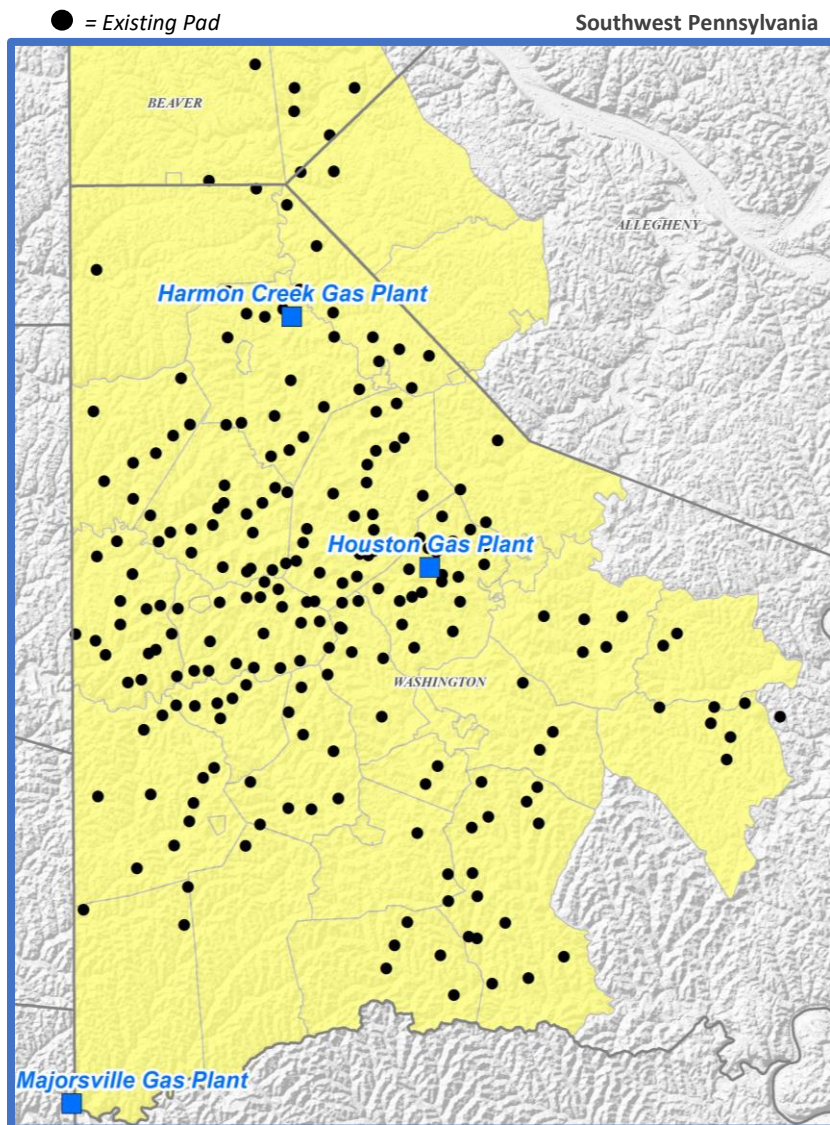 = Existing Pad
Southwest Pennsylvania
BEAVER
ALLEGHENY
Harmon Creek Gas Plant
Houston Gas Plant
WASHINGTON
Majorsville Gas Plant